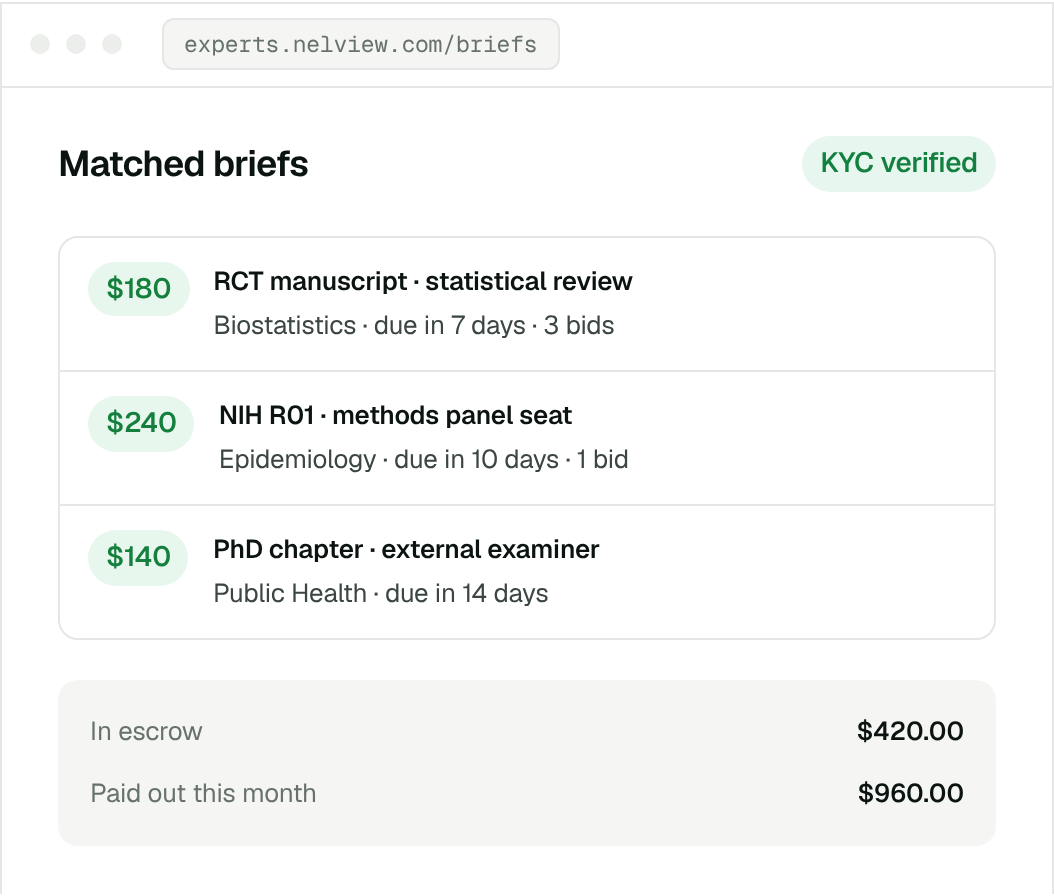 experts.nelview.com/briefs
Matched briefs
KYC verified
$180
RCT manuscript · statistical review
Biostatistics · due in 7 days · 3 bids
$240
NIH R01 · methods panel seat
Epidemiology · due in 10 days · 1 bid
$140
PhD chapter · external examiner
Public Health · due in 14 days
In escrow
$420.00
Paid out this month
$960.00